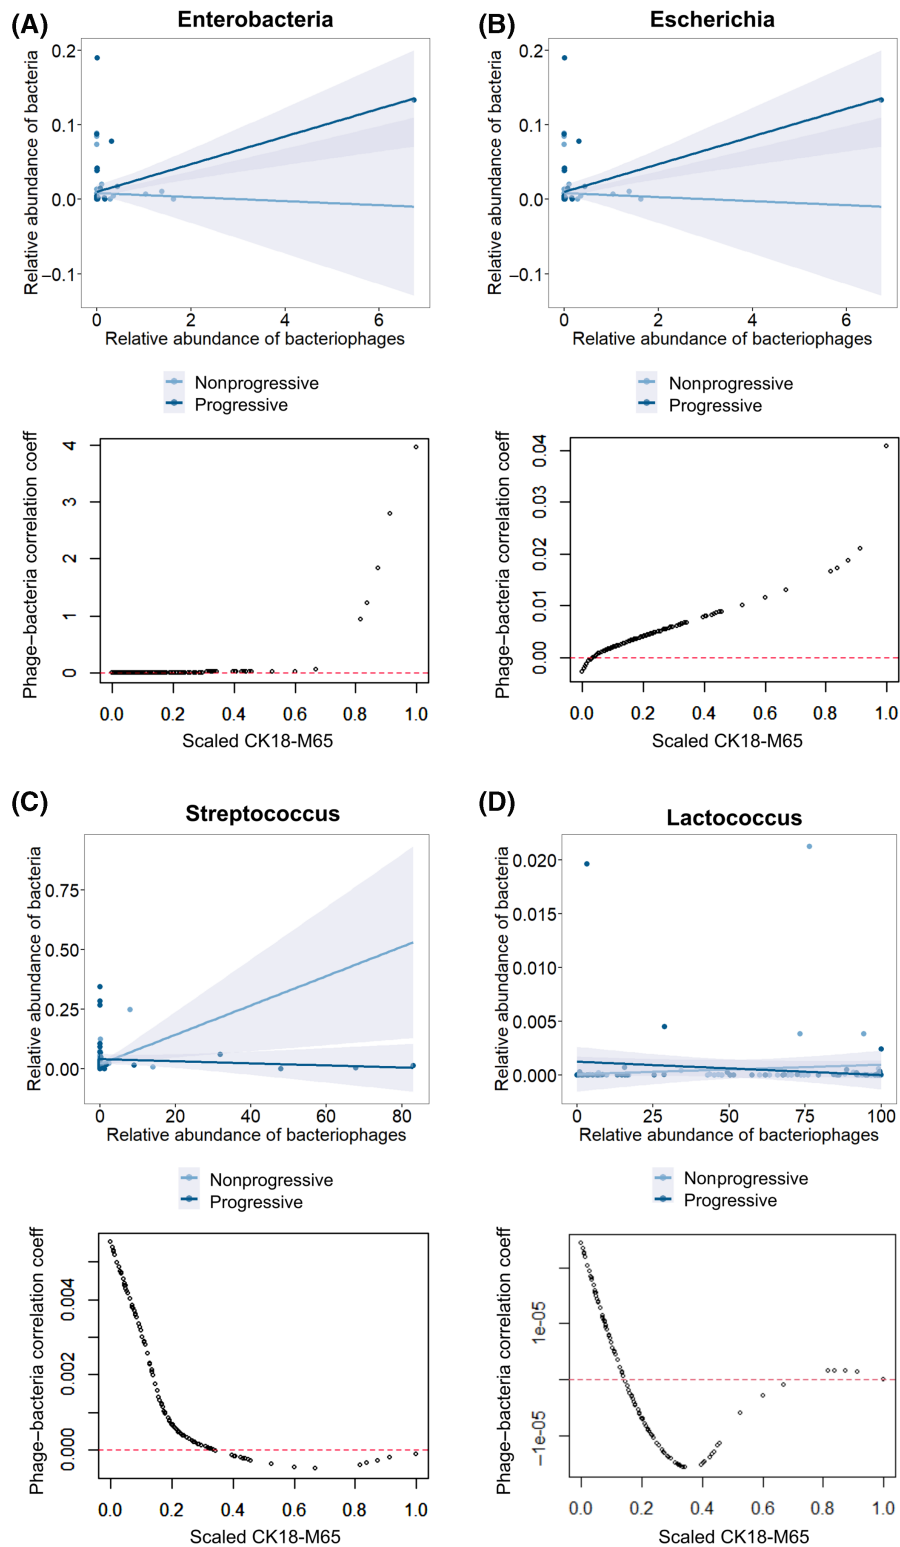 (A)
Enterobacteria
Relative abundance of bacteria
0.2
0.1
0.0
−0.1
0 2 4 6
Relative abundance of bacteriophages
Nonprogressive
Progressive
Phage−bacteria correlation coeff
4
3
2
1
0
0.0 0.2 0.4 0.6 0.8 1.0
Scaled CK18-M65
(B)
Escherichia
Relative abundance of bacteria
0.2
0.1
0.0
−0.1
0 2 4 6
Relative abundance of bacteriophages
Nonprogressive
Progressive
Phage−bacteria correlation coeff
0.04
0.03
0.02
0.01
0.00
0.0 0.2 0.4 0.6 0.8 1.0
Scaled CK18-M65
(C)
Streptococcus
Relative abundance of bacteria
0.75
0.50
0.25
0.00
0 20 40 60 80
Relative abundance of bacteriophages
Nonprogressive
Progressive
Phage−bacteria correlation coeff
0.004
0.002
0.000
0.0 0.2 0.4 0.6 0.8 1.0
Scaled CK18-M65
(D)
Lactococcus
Relative abundance of bacteria
0.020
0.015
0.010
0.005
0.000
0 25 50 75 100
Relative abundance of bacteriophages
Nonprogressive
Progressive
Phage−bacteria correlation coeff
1e−05
−1e−05
0.0 0.2 0.4 0.6 0.8 1.0
Scaled CK18-M65